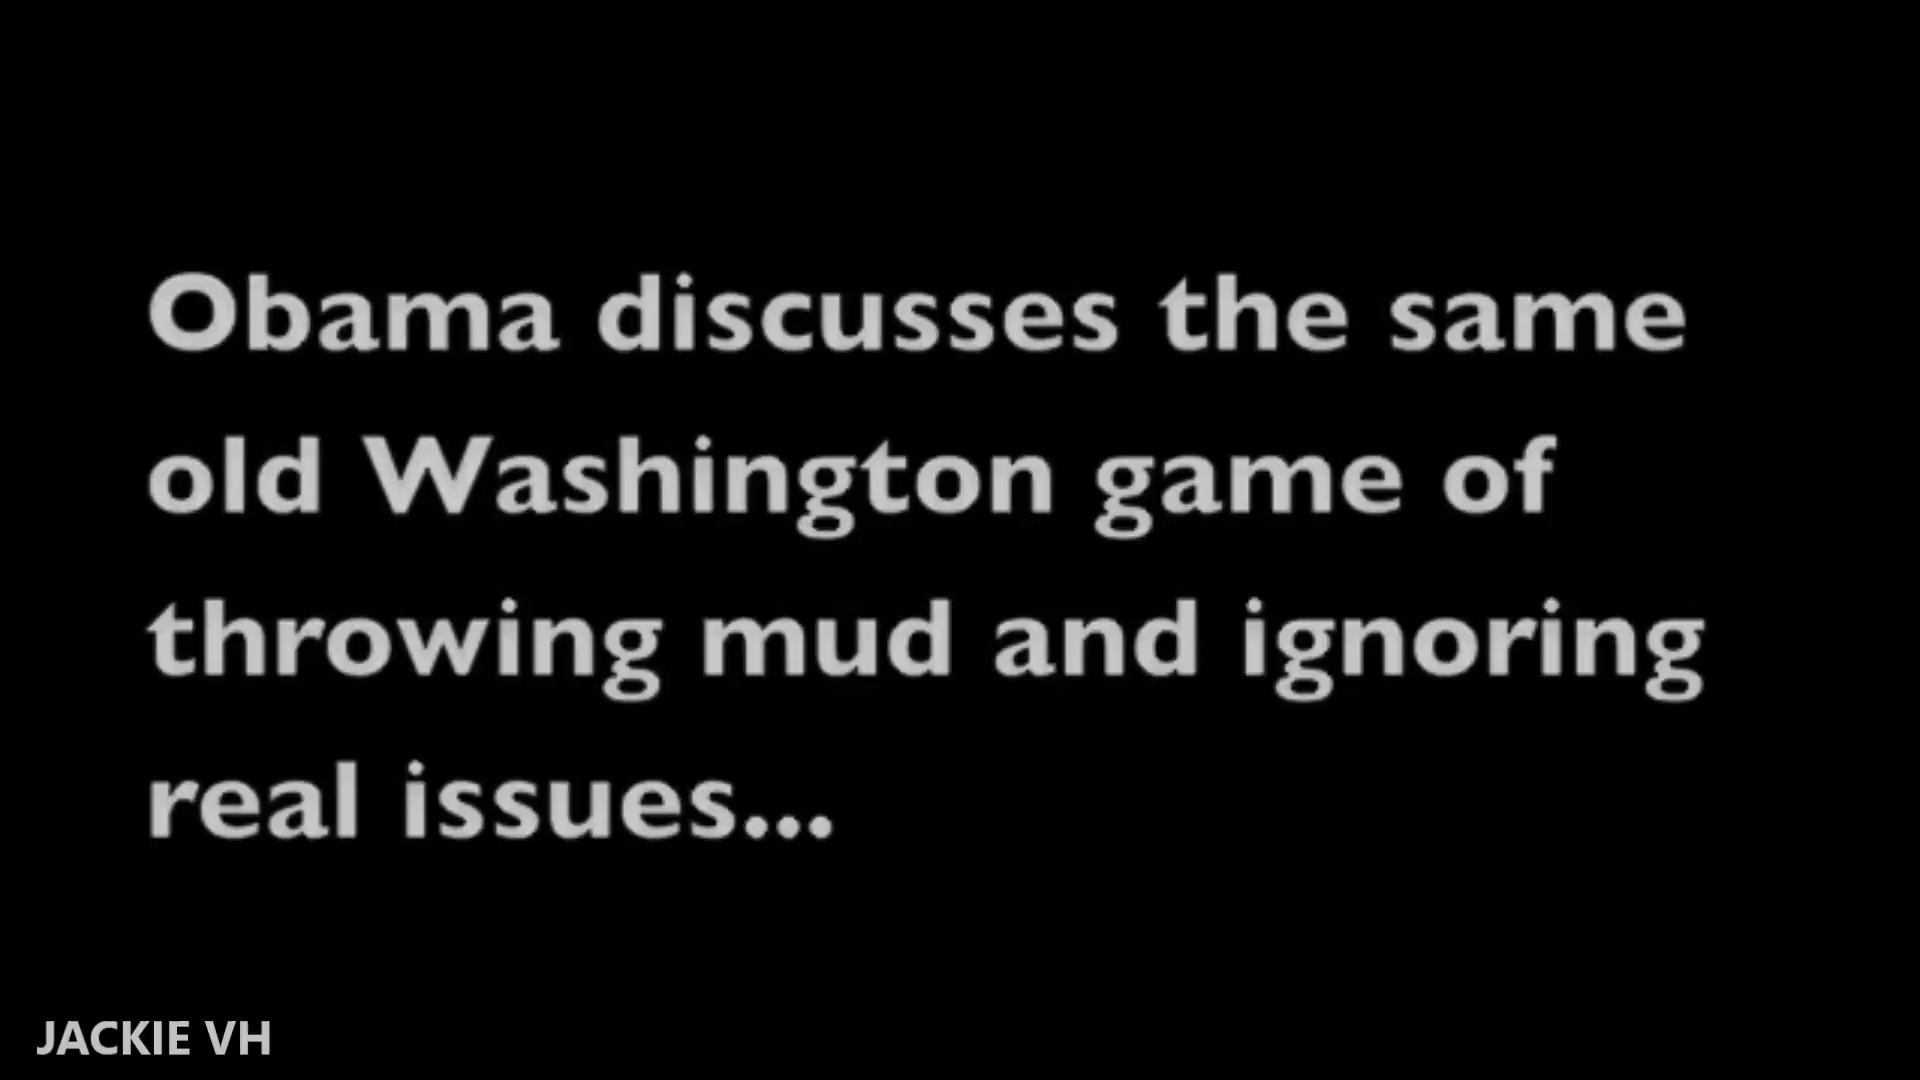 Obama discusses the same
old Washington game of
throwing mud and ignoring
real issues...
JACKIE VH